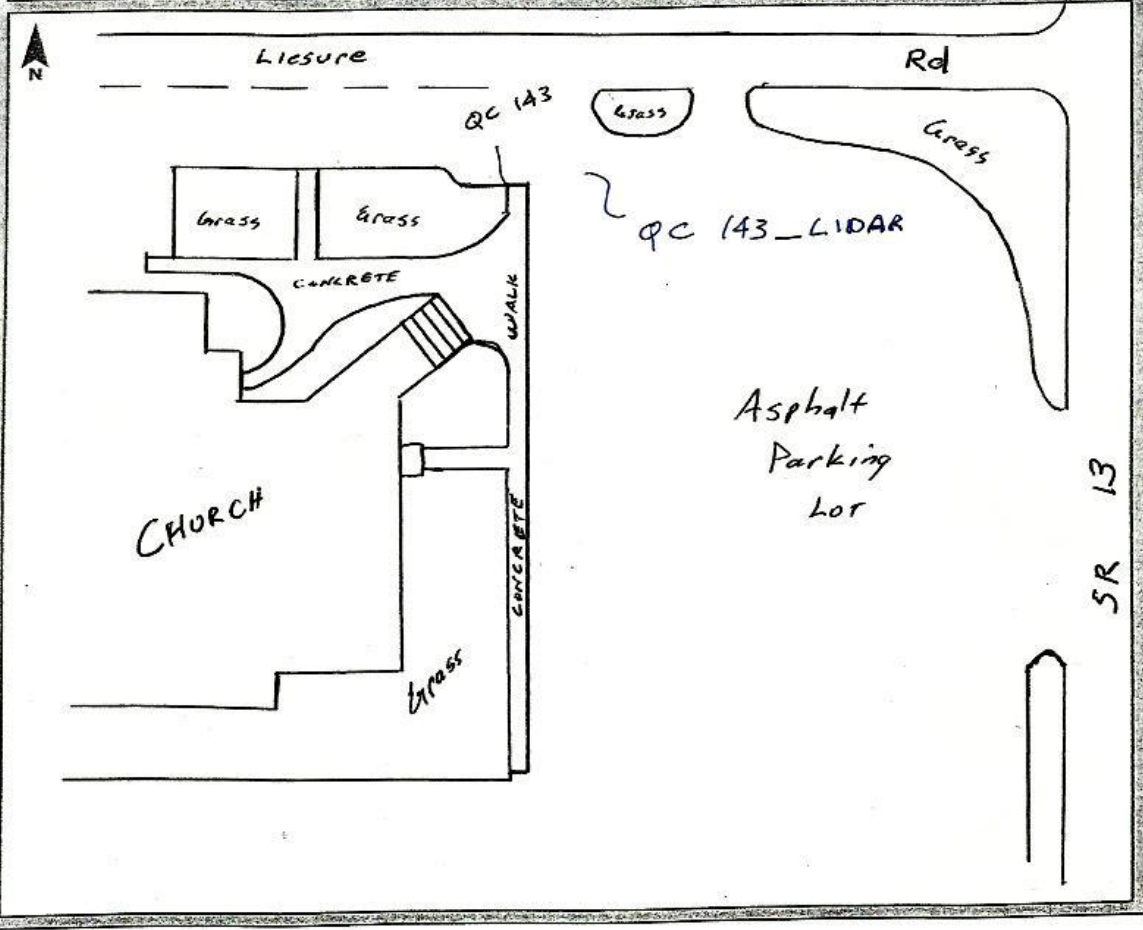 N
Liesure Rd
QC 143
Grass
Grass
Grass
Grass
QC 143_LIDAR
CONCRETE
WALK
Asphalt
Parking
Lot
CHURCH
CONCRETE
SR 13
Grass